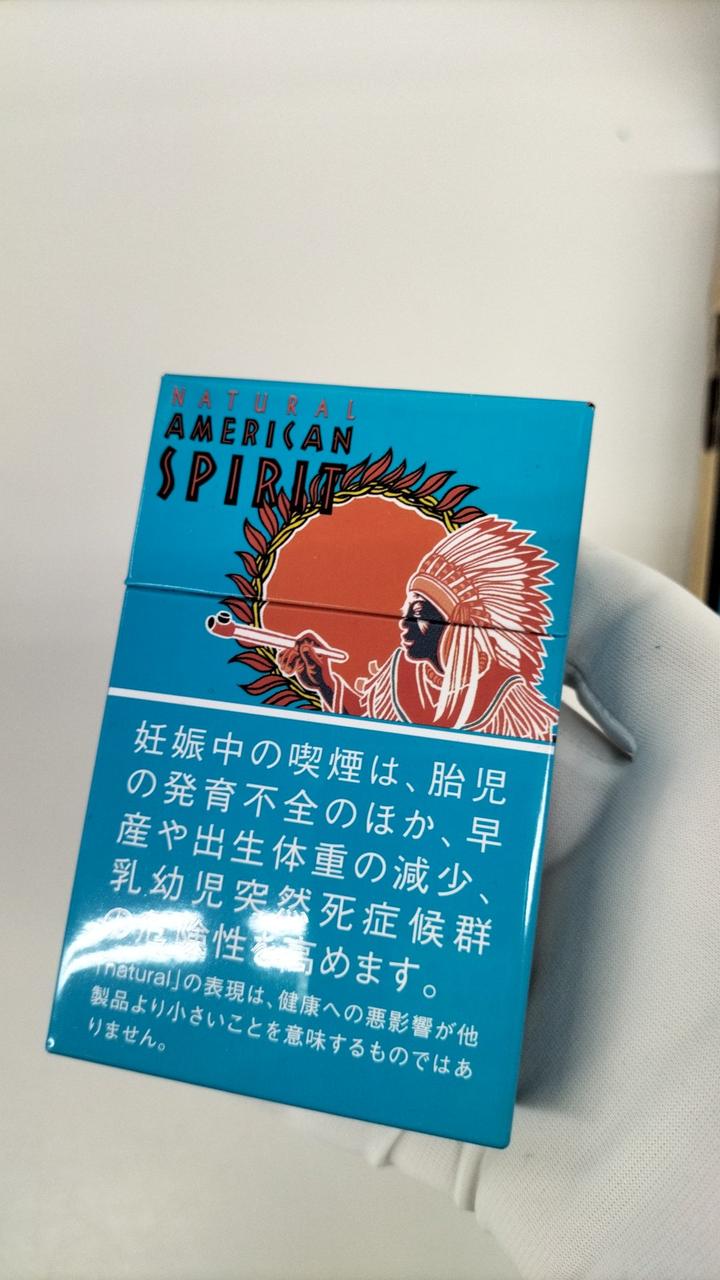 NATURAL
AMERICAN
SPIRIT
妊娠中の喫煙は、胎児
の発育不全のほか、早
産や出生体重の減少、
乳幼児突然死症候群
の危険性を高めます。
「natural」の表現は、健康への悪影響が他
製品より小さいことを意味するものではあ
りません。